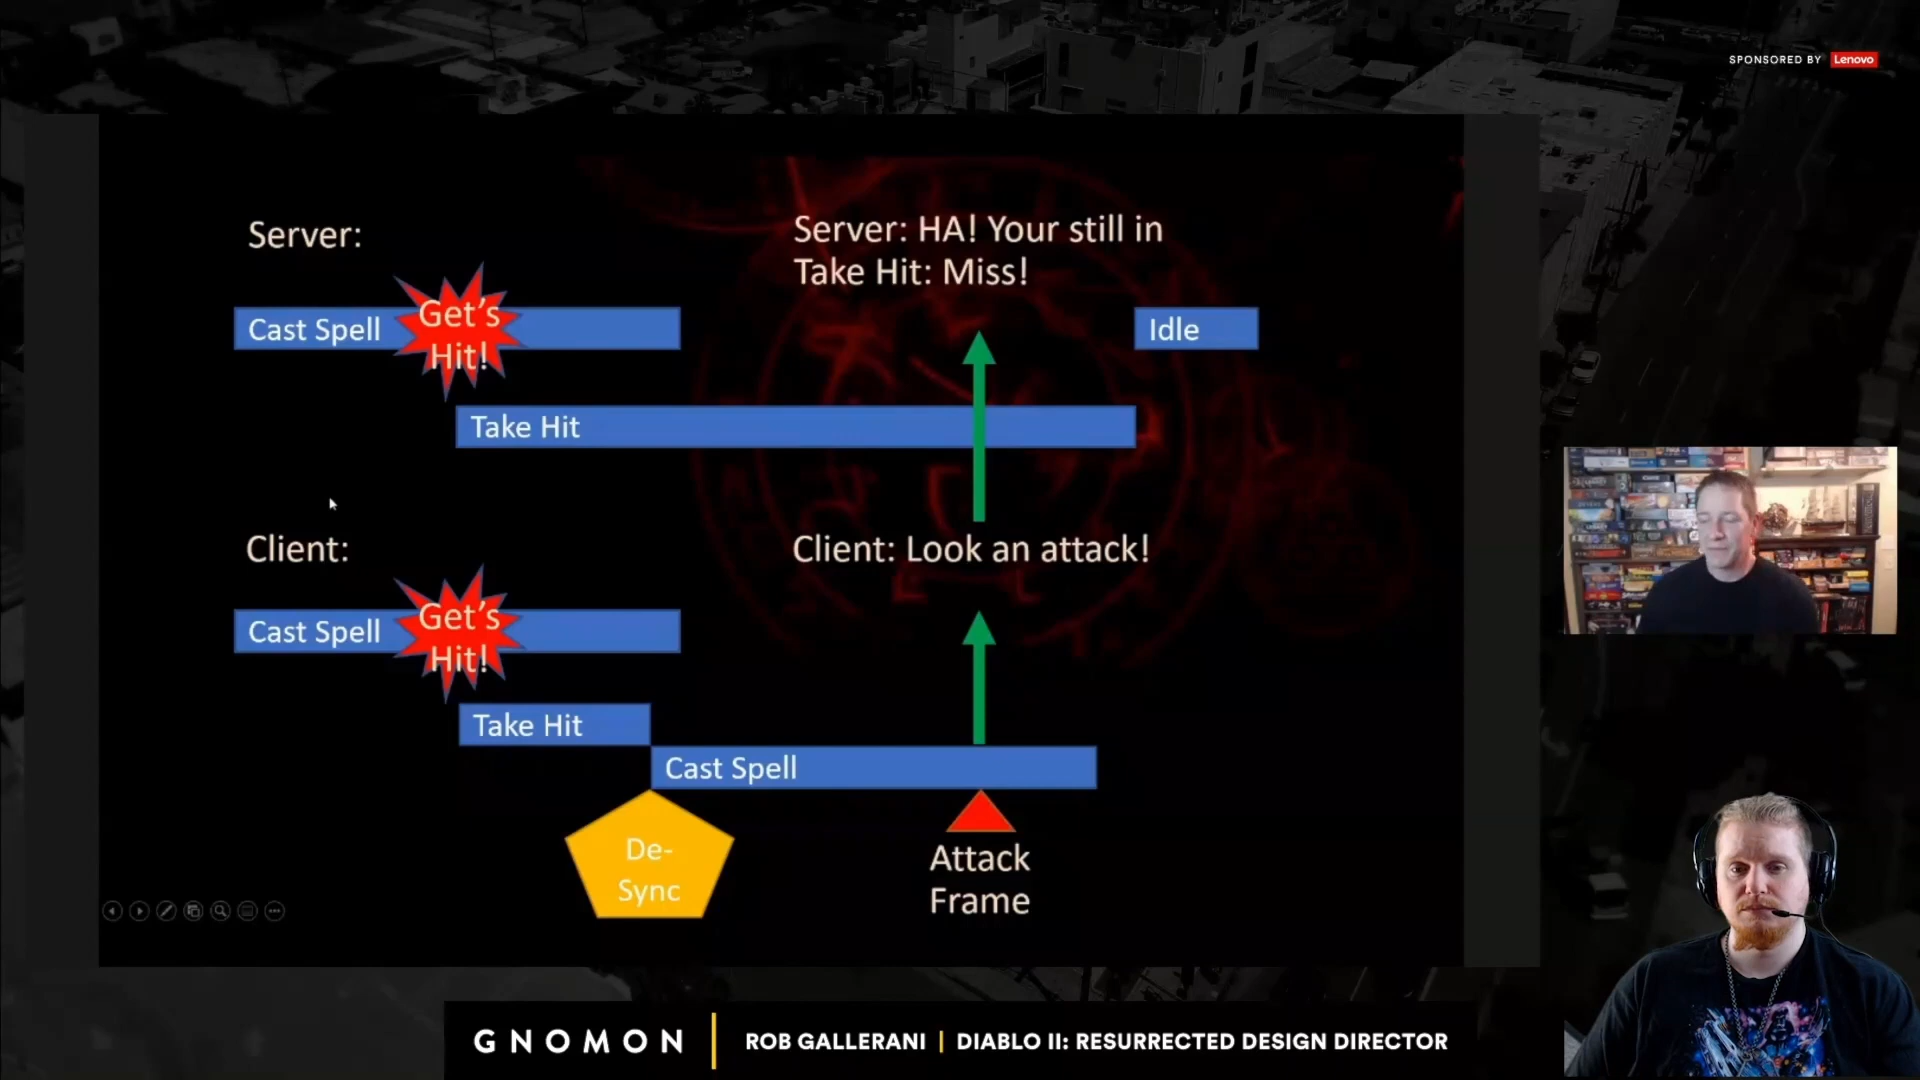 SPONSORED BY Lenovo
Server:
Server: HA! Your still in
Take Hit: Miss!
Cast Spell
Get's
Hit!
Idle
Take Hit
Client:
Client: Look an attack!
Cast Spell
Get's
Hit!
Take Hit
Cast Spell
De-
Sync
Attack
Frame
GNOMON
ROB GALLERANI | DIABLO II: RESURRECTED DESIGN DIRECTOR